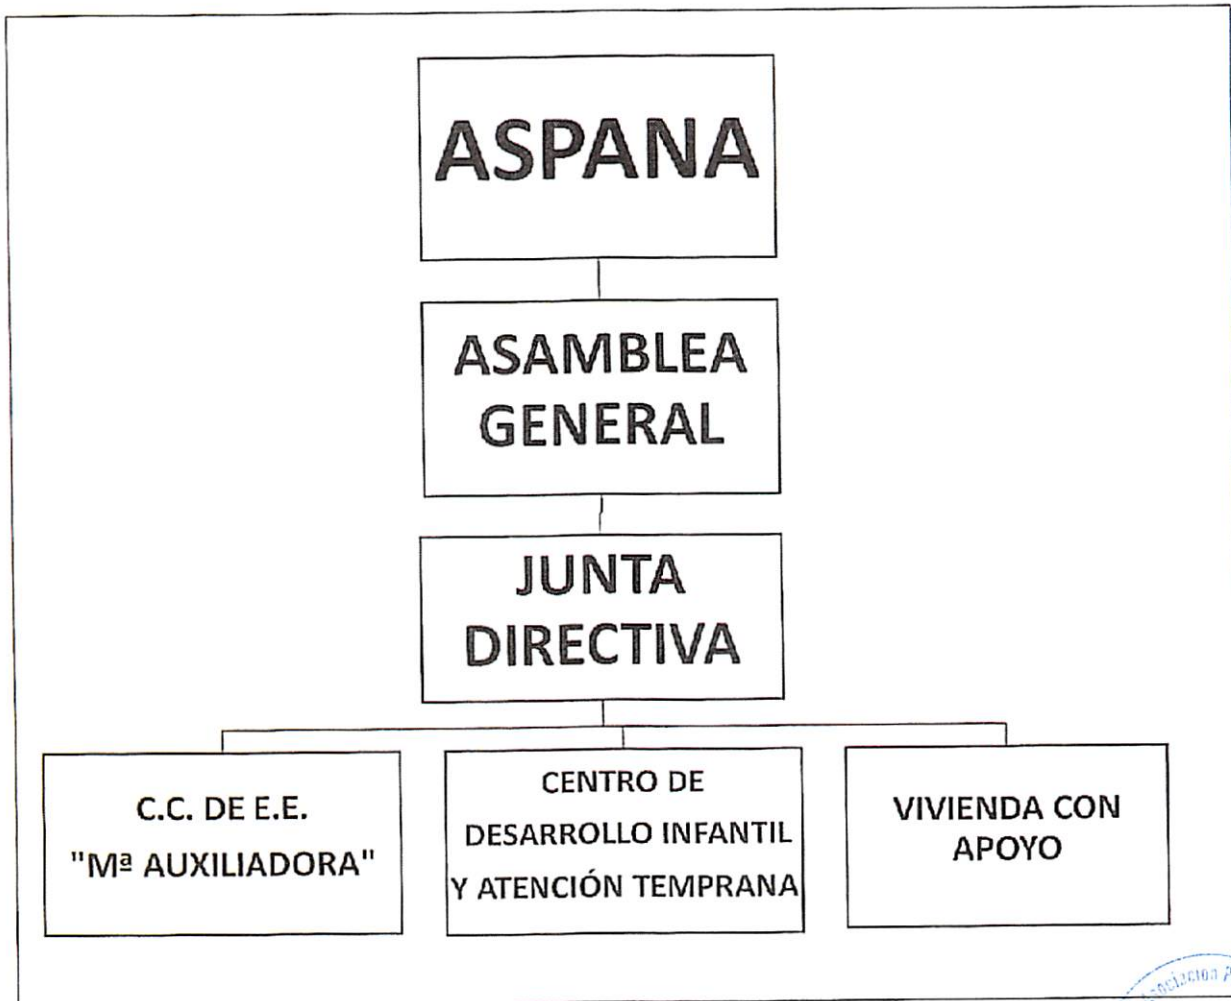 ASPANA
ASAMBLEA
GENERAL
JUNTA
DIRECTIVA
C.C. DE E.E.
"Mª AUXILIADORA"
CENTRO DE
DESARROLLO INFANTIL
Y ATENCIÓN TEMPRANA
VIVIENDA CON
APOYO